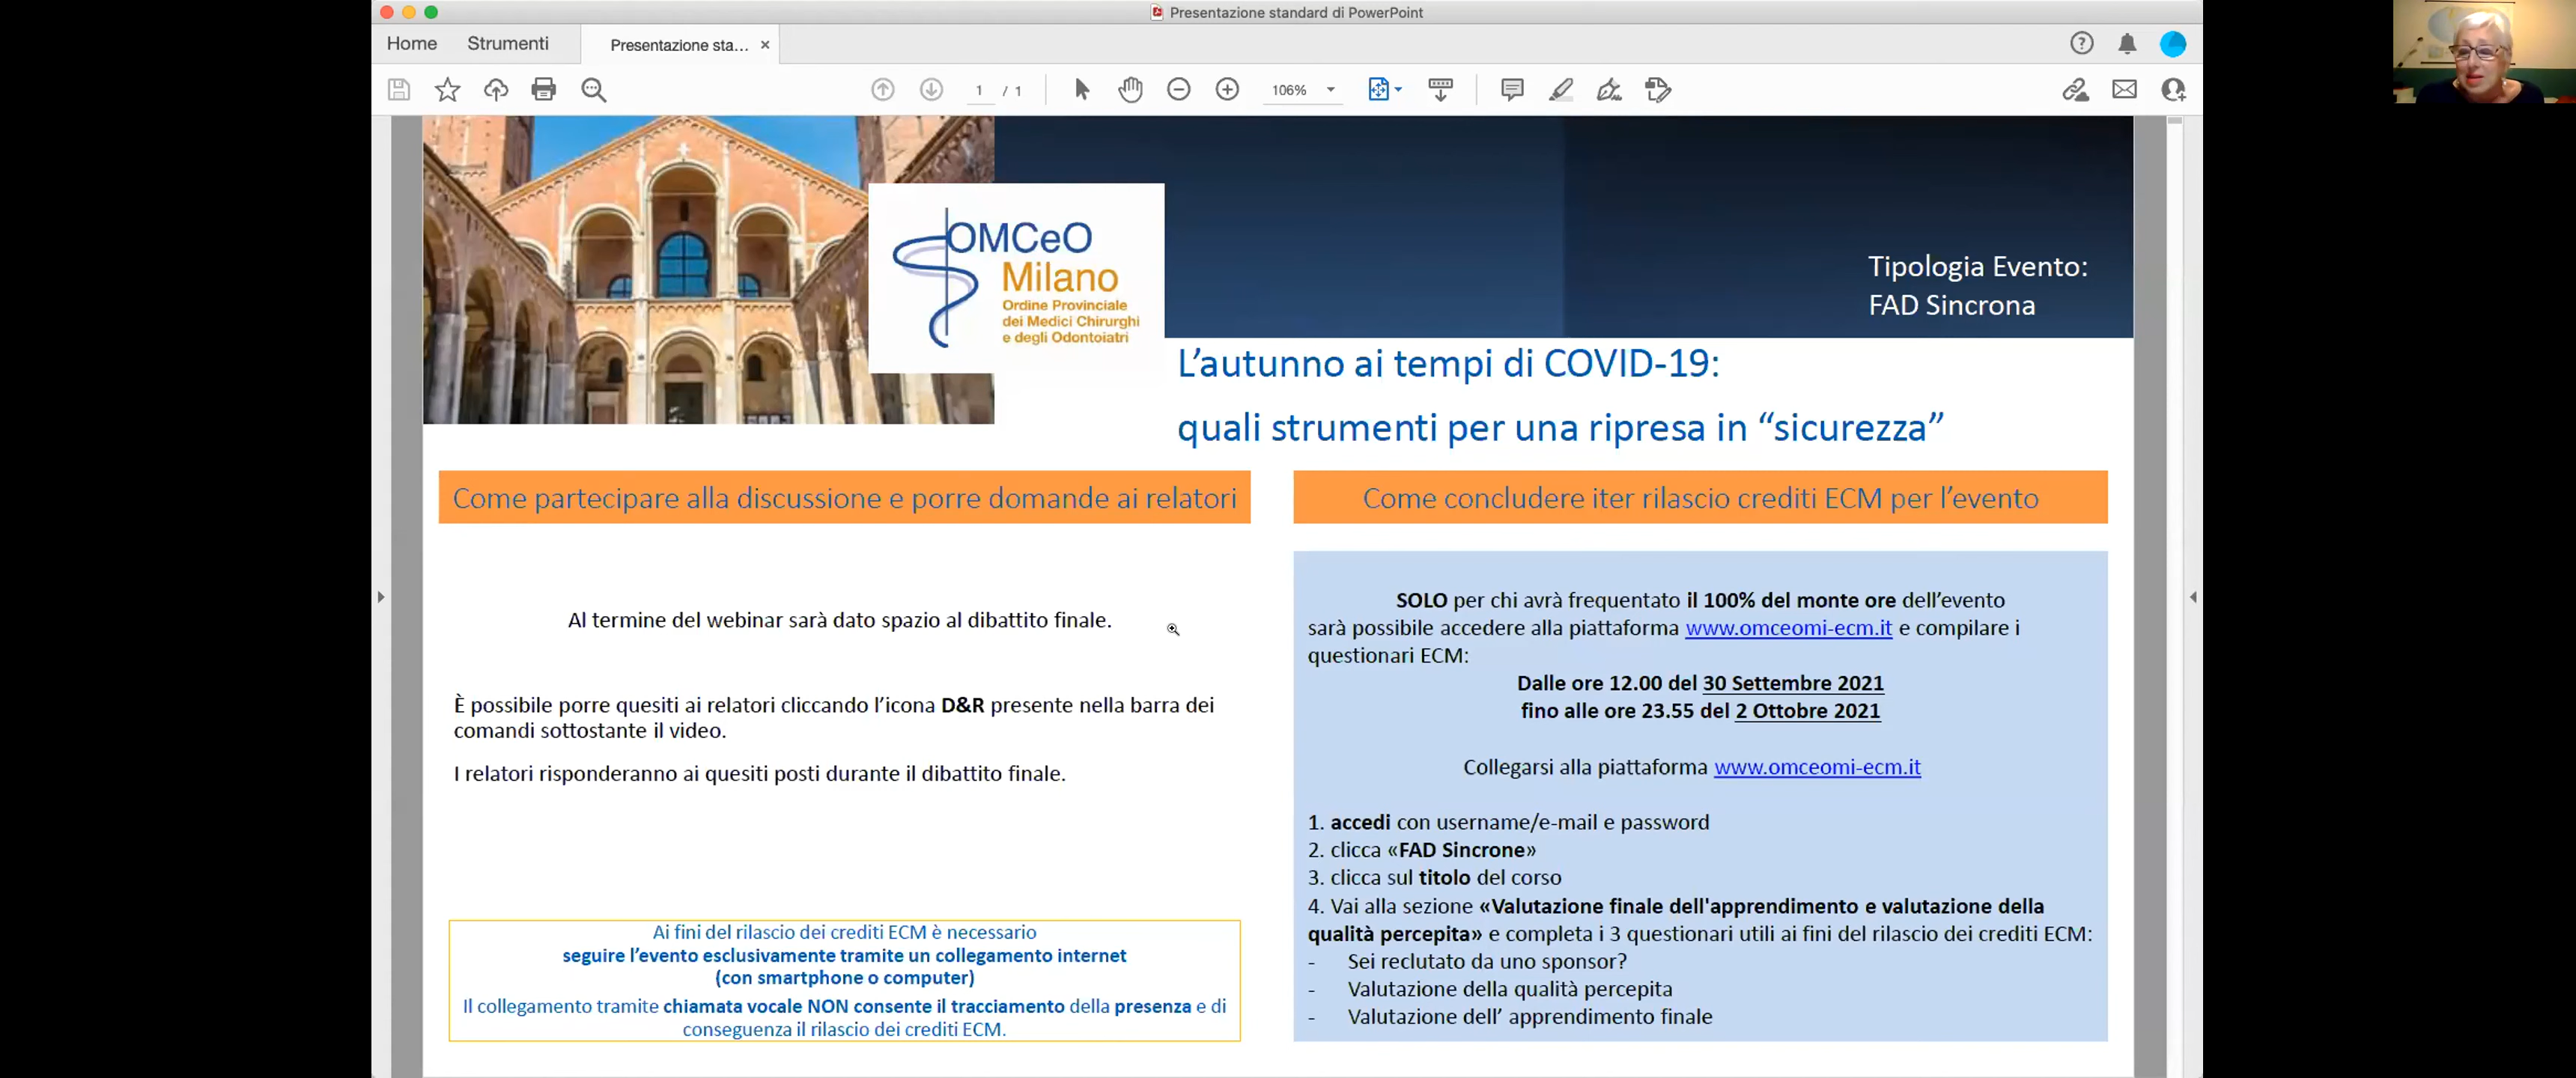 Presentazione standard di PowerPoint
Home
Strumenti
Presentazione sta...
1 / 1
106%
OMCeO
Milano
Ordine Provinciale
dei Medici Chirurghi
e degli Odontoiatri
Tipologia Evento:
FAD Sincrona
L'autunno ai tempi di COVID-19:
quali strumenti per una ripresa in “sicurezza”
Come partecipare alla discussione e porre domande ai relatori
Al termine del webinar sarà dato spazio al dibattito finale.
È possibile porre quesiti ai relatori cliccando l'icona D&R presente nella barra dei
comandi sottostante il video.
I relatori risponderanno ai quesiti posti durante il dibattito finale.
Ai fini del rilascio dei crediti ECM è necessario
seguire l'evento esclusivamente tramite un collegamento internet
(con smartphone o computer)
Il collegamento tramite chiamata vocale NON consente il tracciamento della presenza e di
conseguenza il rilascio dei crediti ECM.
Come concludere iter rilascio crediti ECM per l'evento
SOLO per chi avrà frequentato il 100% del monte ore dell'evento
sarà possibile accedere alla piattaforma www.omceomi-ecm.it e compilare i
questionari ECM:
Dalle ore 12.00 del 30 Settembre 2021
fino alle ore 23.55 del 2 Ottobre 2021
Collegarsi alla piattaforma www.omceomi-ecm.it
1. accedi con username/e-mail e password
2. clicca «FAD Sincrone»
3. clicca sul titolo del corso
4. Vai alla sezione «Valutazione finale dell'apprendimento e valutazione della
qualità percepita» e completa i 3 questionari utili ai fini del rilascio dei crediti ECM:
- Sei reclutato da uno sponsor?
- Valutazione della qualità percepita
- Valutazione dell' apprendimento finale